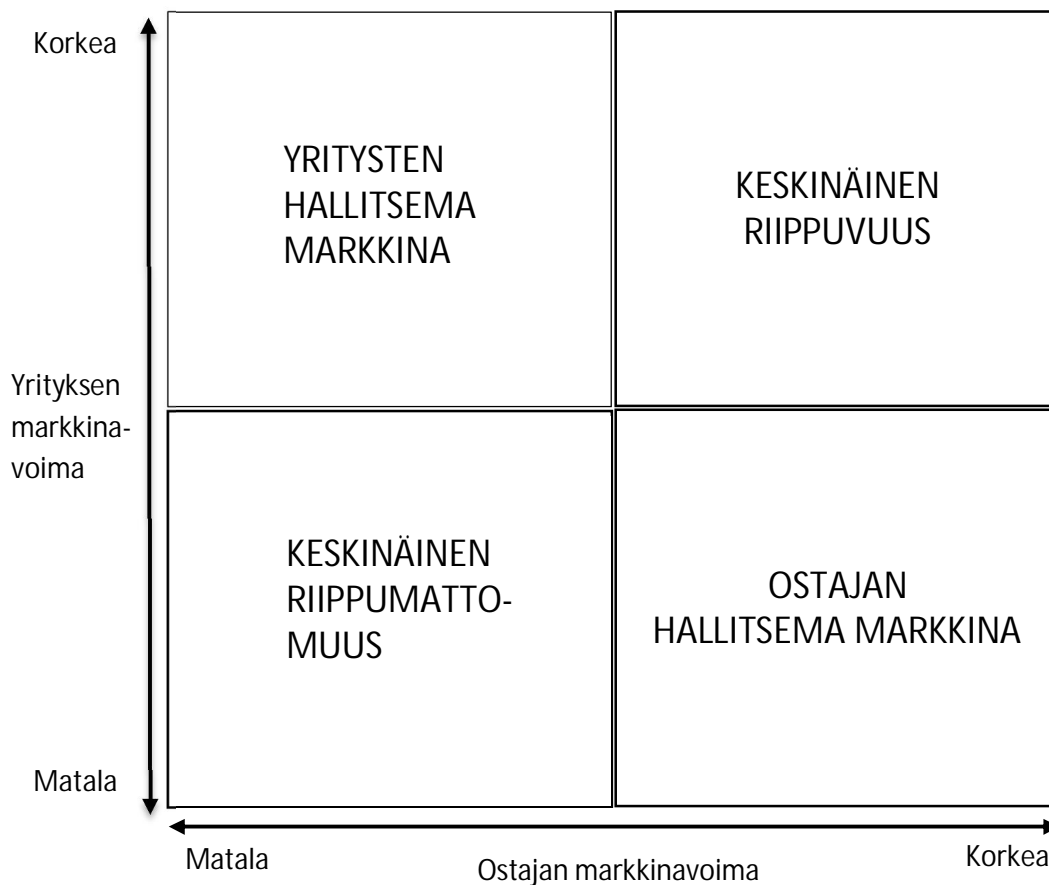 Korkea
YRITYSTEN
HALLITSEMA
MARKKINA
KESKINÄINEN
RIIPPUVUUS
Yrityksen
markkina-
voima
KESKINÄINEN
RIIPPUMATTO-
MUUS
OSTAJAN
HALLITSEMA MARKKINA
Matala
Matala
Ostajan markkinavoima
Korkea